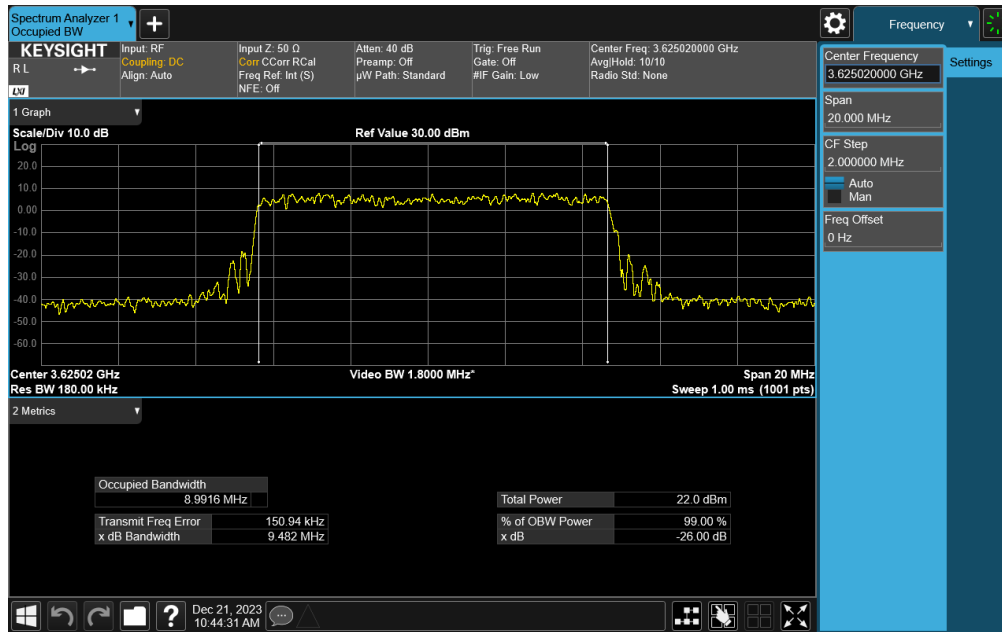 Spectrum Analyzer 1
Occupied BW
Frequency
KEYSIGHT
R L
LXI
Input: RF
Coupling: DC
Align: Auto
Input Z: 50 Ω
Corr CCorr RCal
Freq Ref: Int (S)
NFE: Off
Atten: 40 dB
Preamp: Off
µW Path: Standard
Trig: Free Run
Gate: Off
#IF Gain: Low
Center Freq: 3.625020000 GHz
Avg|Hold: 10/10
Radio Std: None
Center Frequency
3.625020000 GHz
Settings
Span
20.000 MHz
CF Step
2.000000 MHz
Auto
Man
Freq Offset
0 Hz
1 Graph
Scale/Div 10.0 dB
Ref Value 30.00 dBm
Log
20.0
10.0
0.00
-10.0
-20.0
-30.0
-40.0
-50.0
-60.0
Center 3.62502 GHz
Video BW 1.8000 MHz*
Span 20 MHz
Res BW 180.00 kHz
Sweep 1.00 ms (1001 pts)
2 Metrics
Occupied Bandwidth
8.9916 MHz
Total Power 22.0 dBm
Transmit Freq Error 150.94 kHz
% of OBW Power 99.00 %
x dB Bandwidth 9.482 MHz
x dB -26.00 dB
?
Dec 21, 2023
10:44:31 AM